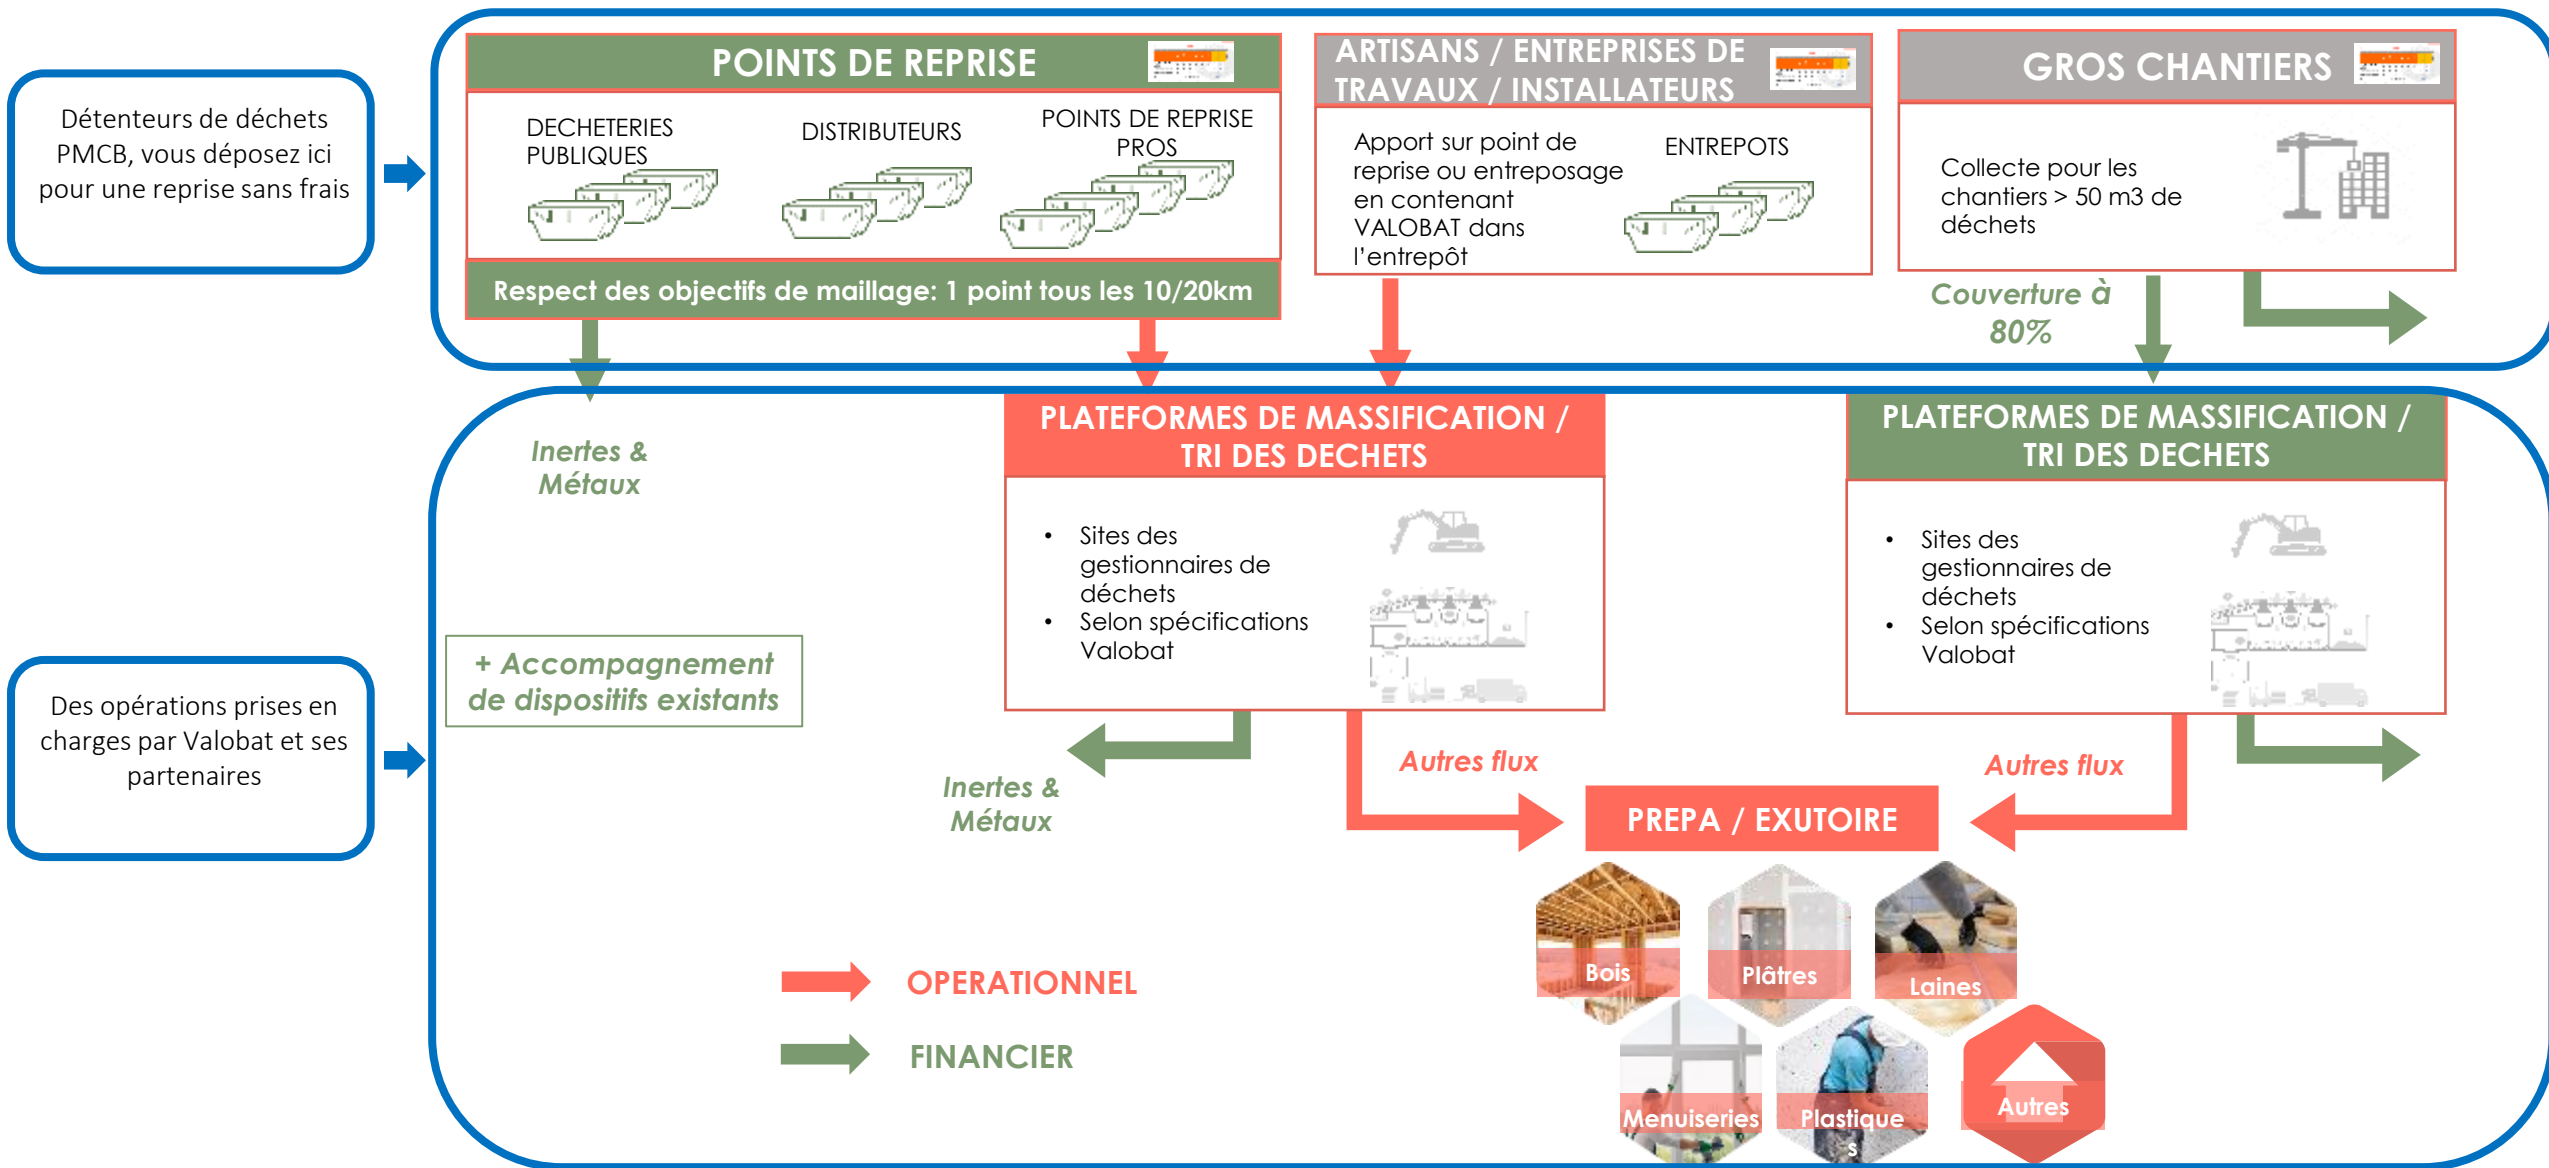 Détenteurs de déchets
PMCB, vous déposez ici
pour une reprise sans frais
POINTS DE REPRISE
DECHETERIES
PUBLIQUES
DISTRIBUTEURS
POINTS DE REPRISE
PROS
Respect des objectifs de maillage: 1 point tous les 10/20km
ARTISANS / ENTREPRISES DE
TRAVAUX / INSTALLATEURS
Apport sur point de
reprise ou entreposage
en contenant
VALOBAT dans
l'entrepôt
ENTREPOTS
GROS CHANTIERS
Collecte pour les
chantiers > 50 m3 de
déchets
Couverture à
80%
Des opérations prises en
charges par Valobat et ses
partenaires
Inertes &
Métaux
+ Accompagnement
de dispositifs existants
PLATEFORMES DE MASSIFICATION /
TRI DES DECHETS
• Sites des
gestionnaires de
déchets
• Selon spécifications
Valobat
PLATEFORMES DE MASSIFICATION /
TRI DES DECHETS
• Sites des
gestionnaires de
déchets
• Selon spécifications
Valobat
Inertes &
Métaux
Autres flux
Autres flux
PREPA / EXUTOIRE
Bois
Plâtres
Laines
Menuiseries
Plastique
s
Autres
OPERATIONNEL
FINANCIER